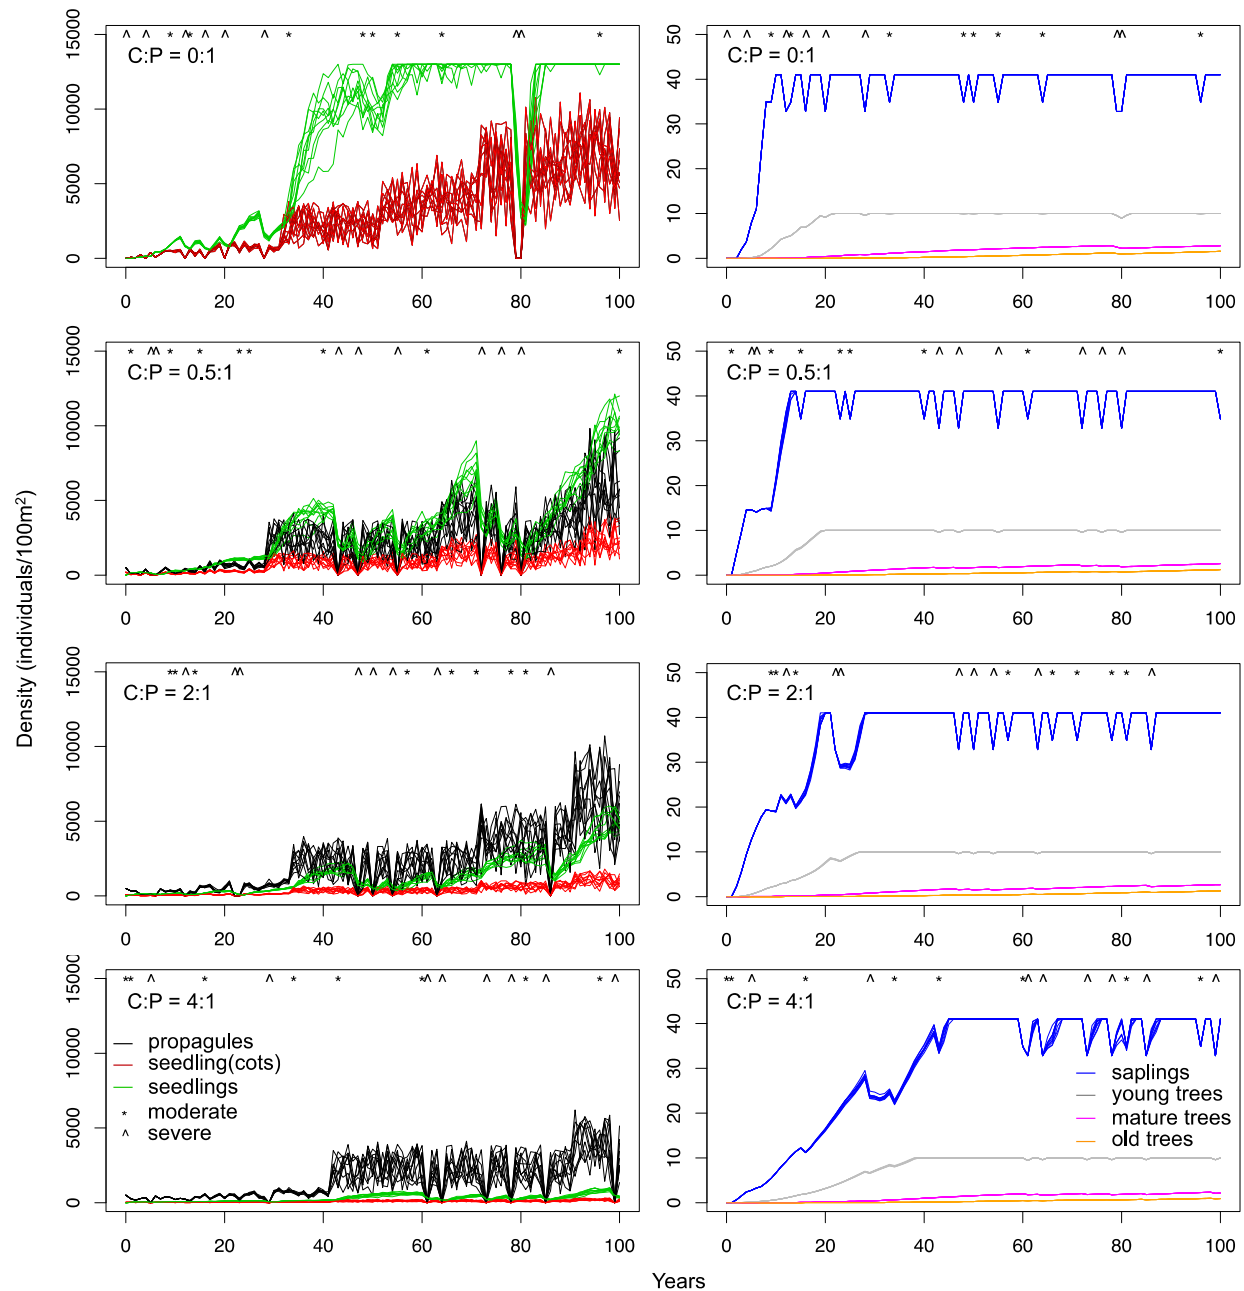 C:P = 0:1
15000
10000
5000
0
0 20 40 60 80 100
C:P = 0:1
50
40
30
20
10
0
0 20 40 60 80 100
C:P = 0.5:1
15000
10000
5000
0
0 20 40 60 80 100
C:P = 0.5:1
50
40
30
20
10
0
0 20 40 60 80 100
Density (individuals/100m²)
C:P = 2:1
15000
10000
5000
0
0 20 40 60 80 100
C:P = 2:1
50
40
30
20
10
0
0 20 40 60 80 100
C:P = 4:1
15000
10000
5000
0
propagules
seedling(cots)
seedlings
* moderate
^ severe
0 20 40 60 80 100
C:P = 4:1
50
40
30
20
10
0
saplings
young trees
mature trees
old trees
0 20 40 60 80 100
Years